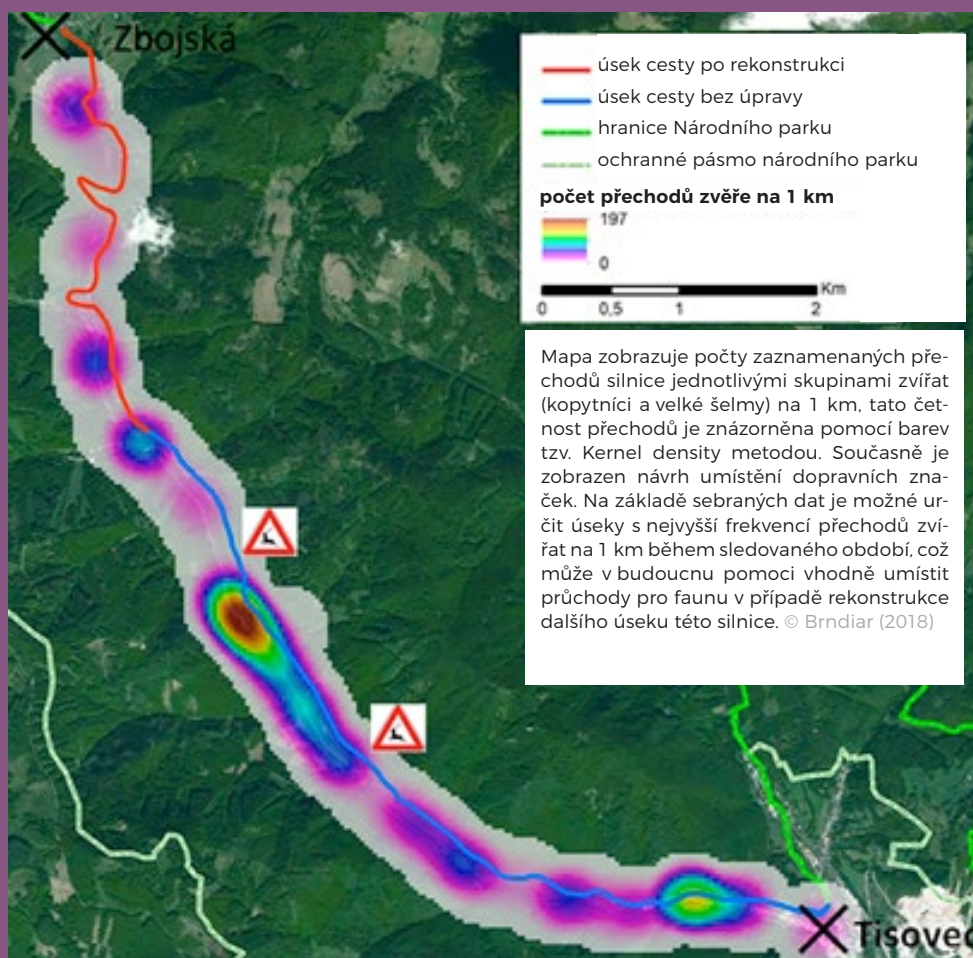 Zbojská
úsek cesty po rekonstrukci
úsek cesty bez úpravy
hranice Národního parku
ochranné pásmo národního parku
počet přechodů zvěře na 1 km
197
0
Km
0 0,5 1 2
Mapa zobrazuje počty zaznamenaných pře-
chodů silnice jednotlivými skupinami zvířat
(kopytníci a velké šelmy) na 1 km, tato čet-
nost přechodů je znázorněna pomocí barev
tzv. Kernel density metodou. Současně je
zobrazen návrh umístění dopravních zna-
ček. Na základě sebraných dat je možné ur-
čit úseky s nejvyšší frekvencí přechodů zví-
řat na 1 km během sledovaného období, což
může v budoucnu pomoci vhodně umístit
průchody pro faunu v případě rekonstrukce
dalšího úseku této silnice. © Brndiar (2018)
Tisovec